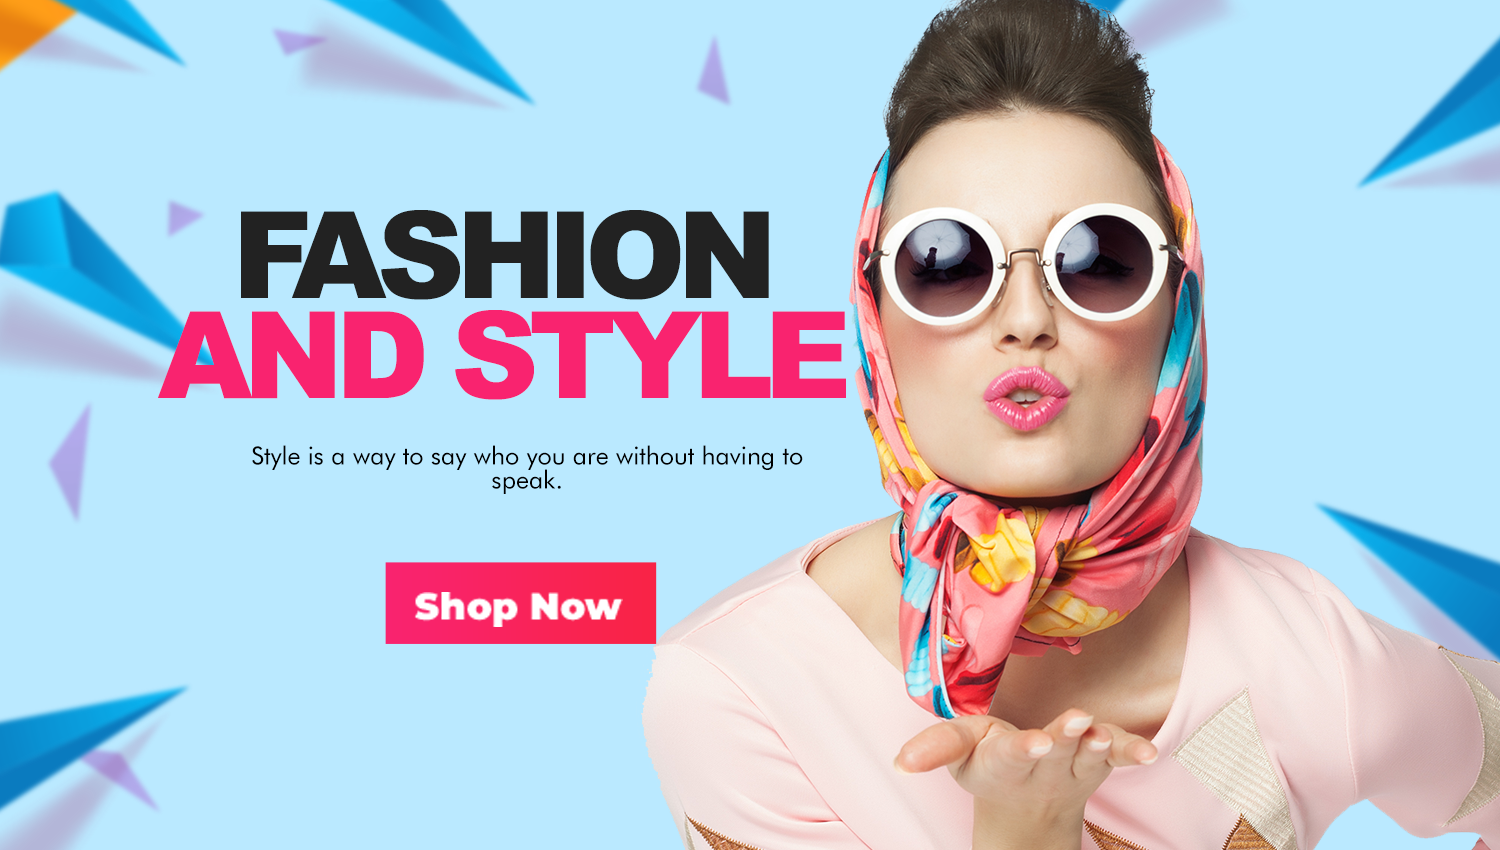 FASHION
AND STYLE
Style is a way to say who you are without having to
speak.
Shop Now